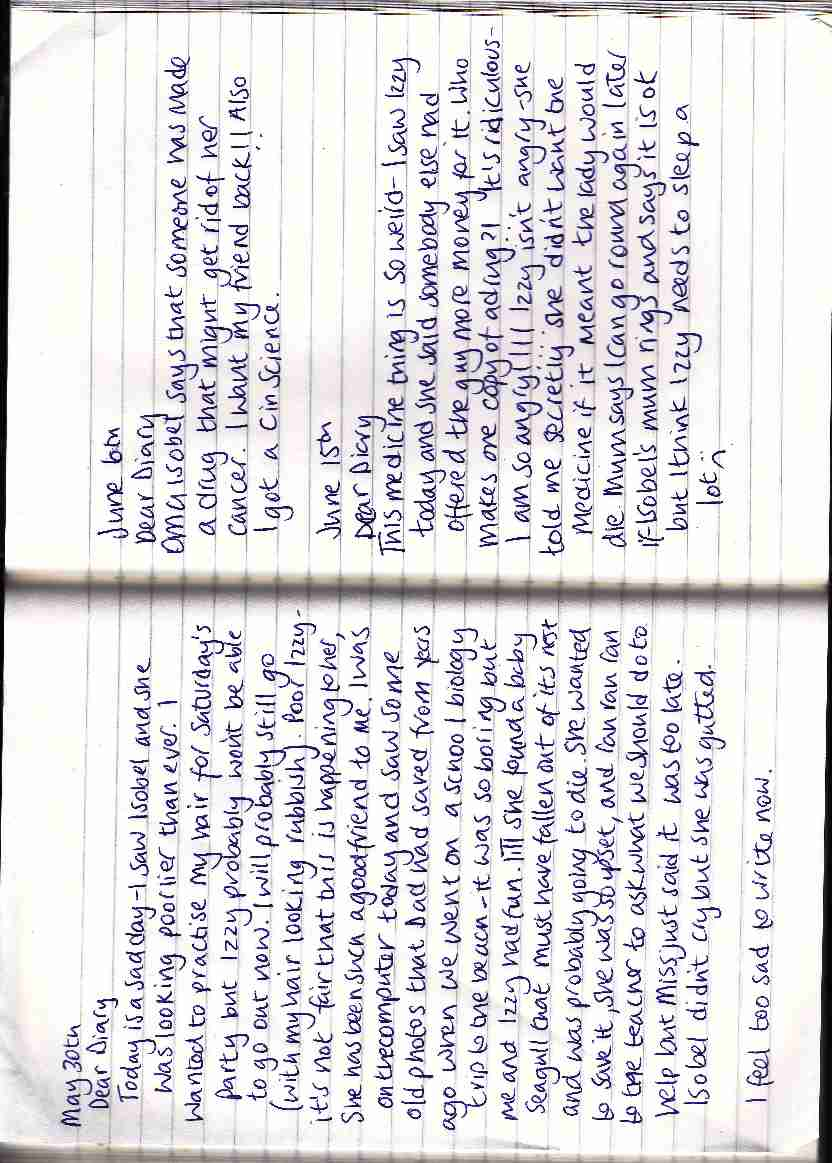 May 30th
Dear Diary
Today is a sad day - I saw Isobel and she
was looking poorlier than ever. I
wanted to practise my hair for Saturday's
party but Izzy probably won't be able
to go out now. I will probably still go
(with my hair looking rubbish). Poor Izzy -
it's not fair that this is happening to her,
She has been such a good friend to me. I was
on the computer today and saw some
old photos that Dad had saved from years
ago when we went on a school biology
trip to the beach - it was so boring but
me and Izzy had fun. Till she found a baby
seagull that must have fallen out of it's nest
and was probably going to die. She wanted
to save it, she was so upset, and ran ran ran
to the teacher to ask what we should do to
help but Miss just said it was too late.
Isobel didn't cry but she was gutted.
I feel too sad to write now.
June 6th
Dear Diary
OMG Isobel says that someone has made
a drug that might get rid of her
cancer. I want my friend back!! Also
I got a C in science.
June 15th
Dear Diary
This medicine thing is so weird - I saw Izzy
today and she said somebody else had
offered the guy more money for it. Who
makes one copy of a drug?! It's ridiculous -
I am so angry!!!! Izzy isn't angry - she
told me secretly she didn't want the
medicine if it meant the lady would
die. Mum says I can go round again later
if Isobel's mum rings and says it is ok
but I think Izzy needs to sleep a
lot